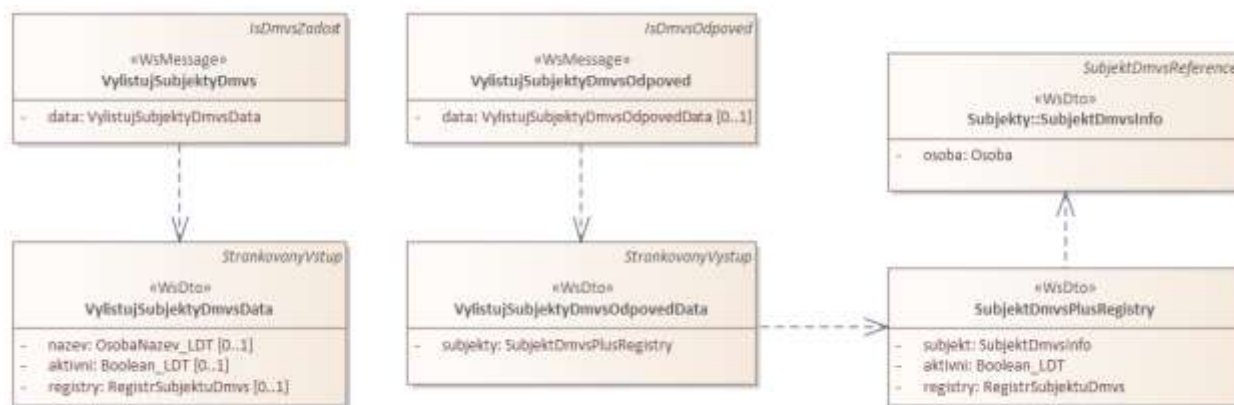 IsDmvsZadost
«WsMessage»
VylistujSubjektyDmvs
- data: VylistujSubjektyDmvsData
IsDmvsOdpoved
«WsMessage»
VylistujSubjektyDmvsOdpoved
- data: VylistujSubjektyDmvsOdpovedData [0..1]
SubjektDmvsReference
«WsDto»
Subjekty::SubjektDmvsInfo
- osoba: Osoba
StrankovanyVstup
«WsDto»
VylistujSubjektyDmvsData
- nazev: OsobaNazev_LDT [0..1]
- aktivni: Boolean_LDT [0..1]
- registry: RegistrSubjektuDmvs [0..1]
StrankovanyVystup
«WsDto»
VylistujSubjektyDmvsOdpovedData
- subjekty: SubjektDmvsPlusRegistry
«WsDto»
SubjektDmvsPlusRegistry
- subjekt: SubjektDmvsInfo
- aktivni: Boolean_LDT
- registry: RegistrSubjektuDmvs